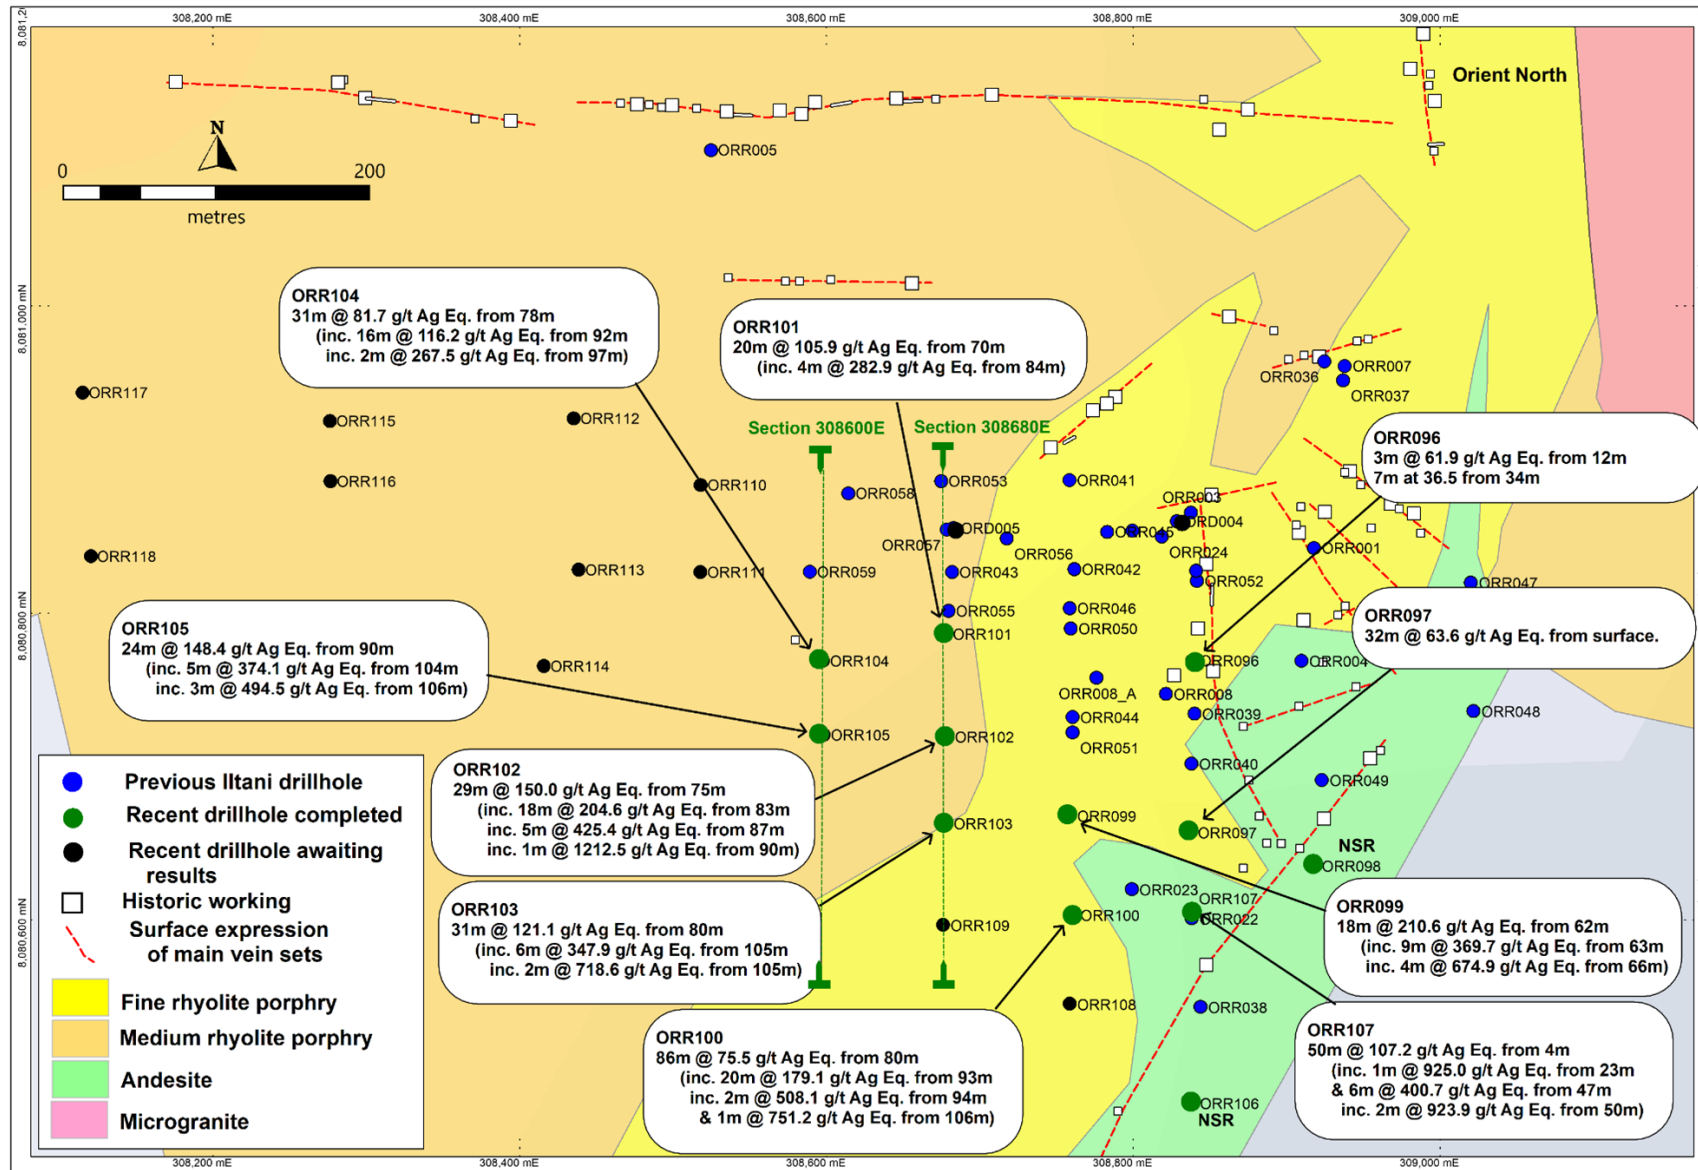 308,200 mE
308,400 mE
308,600 mE
308,800 mE
309,000 mE
8,081,2
8,081,000 mN
8,080,800 mN
8,080,600 mN
Orient North
N
0
200
metres
ORR005
ORR104
31m @ 81.7 g/t Ag Eq. from 78m
(inc. 16m @ 116.2 g/t Ag Eq. from 92m
inc. 2m @ 267.5 g/t Ag Eq. from 97m)
ORR101
20m @ 105.9 g/t Ag Eq. from 70m
(inc. 4m @ 282.9 g/t Ag Eq. from 84m)
ORR036
ORR007
ORR037
ORR117
ORR115
ORR112
Section 308600E
Section 308680E
ORR096
3m @ 61.9 g/t Ag Eq. from 12m
7m at 36.5 from 34m
ORR116
ORR110
ORR058
ORR053
ORR041
ORR003
ORD005
ORR045
ORD004
ORR057
ORR056
ORR024
ORR001
ORR118
ORR113
ORR111
ORR059
ORR043
ORR042
ORR052
ORR047
ORR055
ORR046
ORR050
ORR097
32m @ 63.6 g/t Ag Eq. from surface.
ORR105
24m @ 148.4 g/t Ag Eq. from 90m
(inc. 5m @ 374.1 g/t Ag Eq. from 104m
inc. 3m @ 494.5 g/t Ag Eq. from 106m)
ORR101
ORR114
ORR104
ORR096
ORR004
ORR008_A
ORR008
ORR044
ORR039
ORR048
ORR105
ORR102
ORR051
ORR040
ORR049
ORR102
29m @ 150.0 g/t Ag Eq. from 75m
(inc. 18m @ 204.6 g/t Ag Eq. from 83m
inc. 5m @ 425.4 g/t Ag Eq. from 87m
inc. 1m @ 1212.5 g/t Ag Eq. from 90m)
ORR103
ORR099
ORR097
NSR
ORR098
ORR103
31m @ 121.1 g/t Ag Eq. from 80m
(inc. 6m @ 347.9 g/t Ag Eq. from 105m
inc. 2m @ 718.6 g/t Ag Eq. from 105m)
ORR023
ORR107
ORR022
ORR100
ORR109
ORR099
18m @ 210.6 g/t Ag Eq. from 62m
(inc. 9m @ 369.7 g/t Ag Eq. from 63m
inc. 4m @ 674.9 g/t Ag Eq. from 66m)
ORR108
ORR038
ORR100
86m @ 75.5 g/t Ag Eq. from 80m
(inc. 20m @ 179.1 g/t Ag Eq. from 93m
inc. 2m @ 508.1 g/t Ag Eq. from 94m
& 1m @ 751.2 g/t Ag Eq. from 106m)
ORR107
50m @ 107.2 g/t Ag Eq. from 4m
(inc. 1m @ 925.0 g/t Ag Eq. from 23m
& 6m @ 400.7 g/t Ag Eq. from 47m
inc. 2m @ 923.9 g/t Ag Eq. from 50m)
ORR106
NSR
Previous Iltani drillhole
Recent drillhole completed
Recent drillhole awaiting
results
Historic working
Surface expression
of main vein sets
Fine rhyolite porphry
Medium rhyolite porphry
Andesite
Microgranite
308,200 mE
308,400 mE
308,600 mE
308,800 mE
309,000 mE